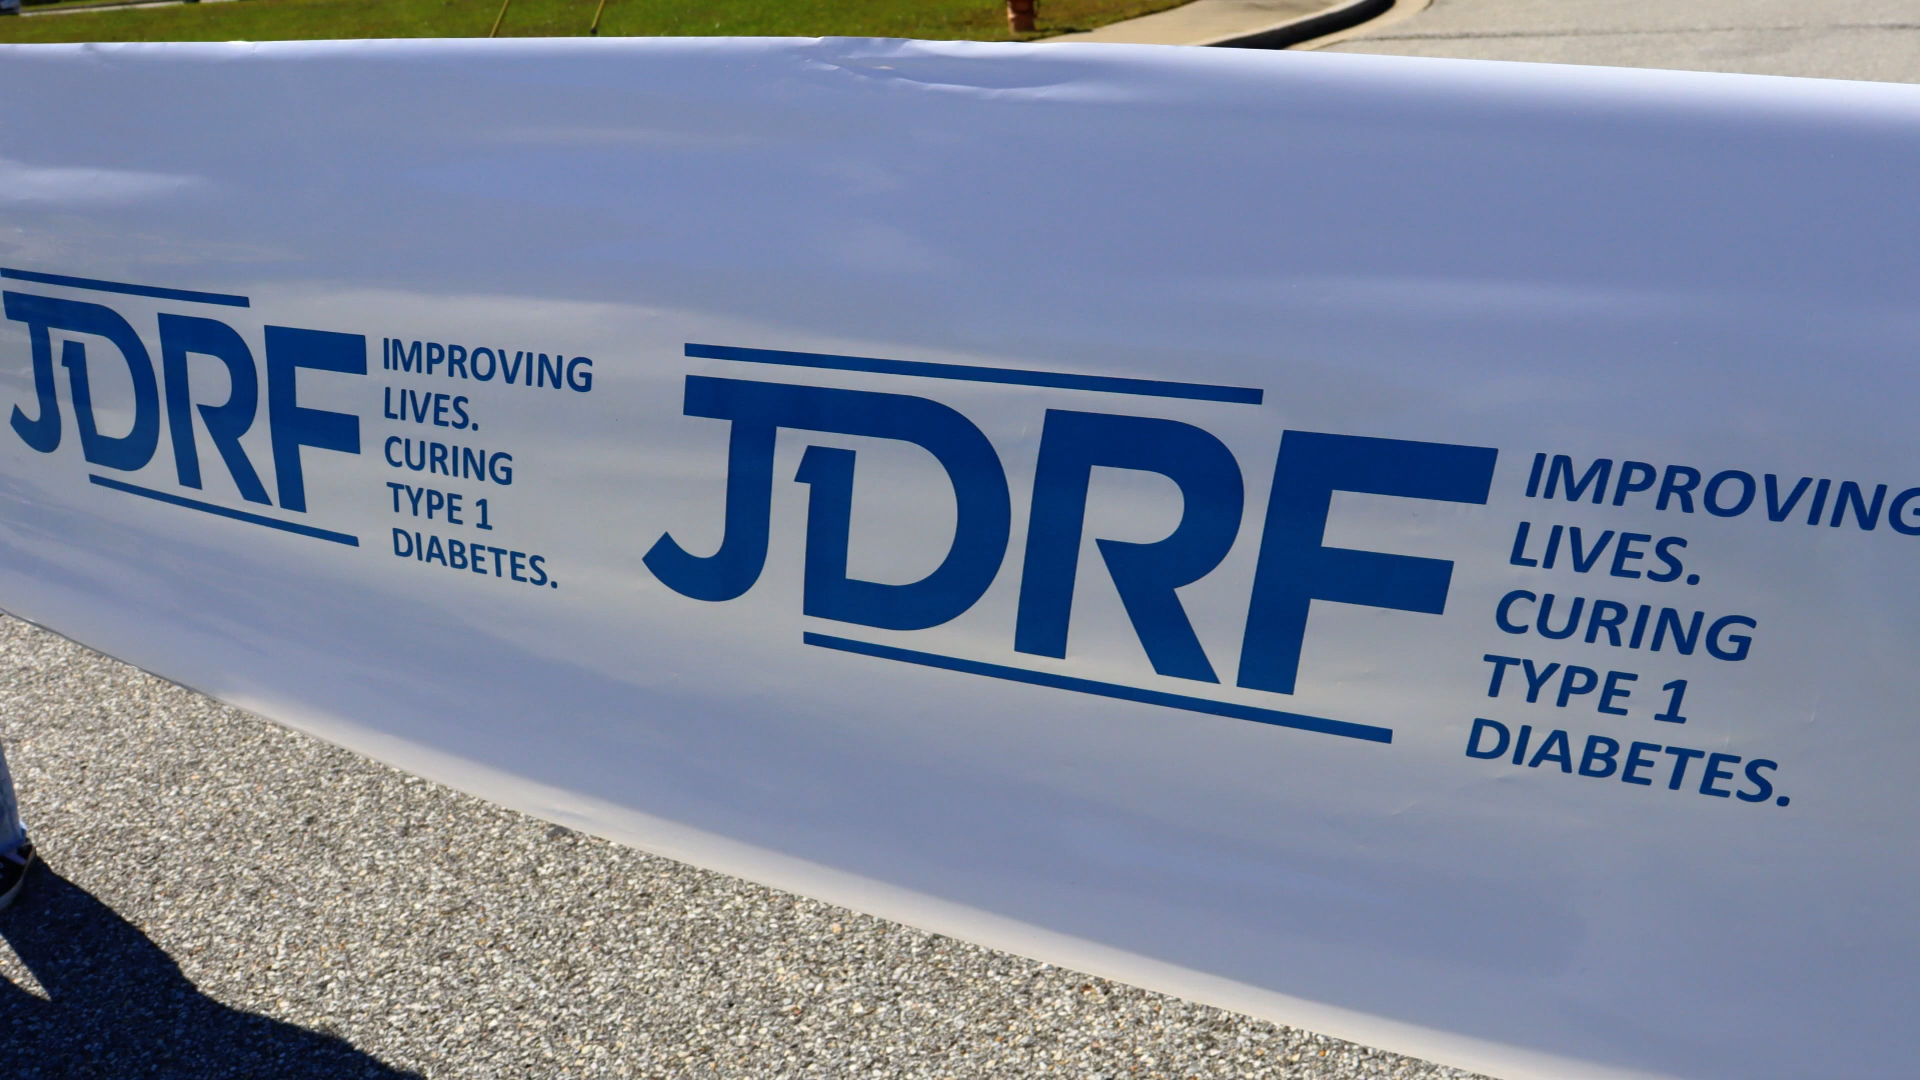 JDRF
IMPROVING
LIVES.
CURING
TYPE 1
DIABETES.
JDRF
IMPROVING
LIVES.
CURING
TYPE 1
DIABETES.